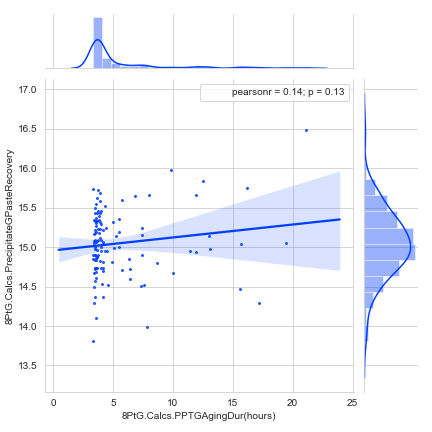 pearsonr = 0.14; p = 0.13
17.0
16.5
16.0
15.5
15.0
14.5
14.0
13.5
8PtG.Calcs.PrecipitateGPasteRecovery
0 5 10 15 20 25
8PtG.Calcs.PPTGAgingDur(hours)